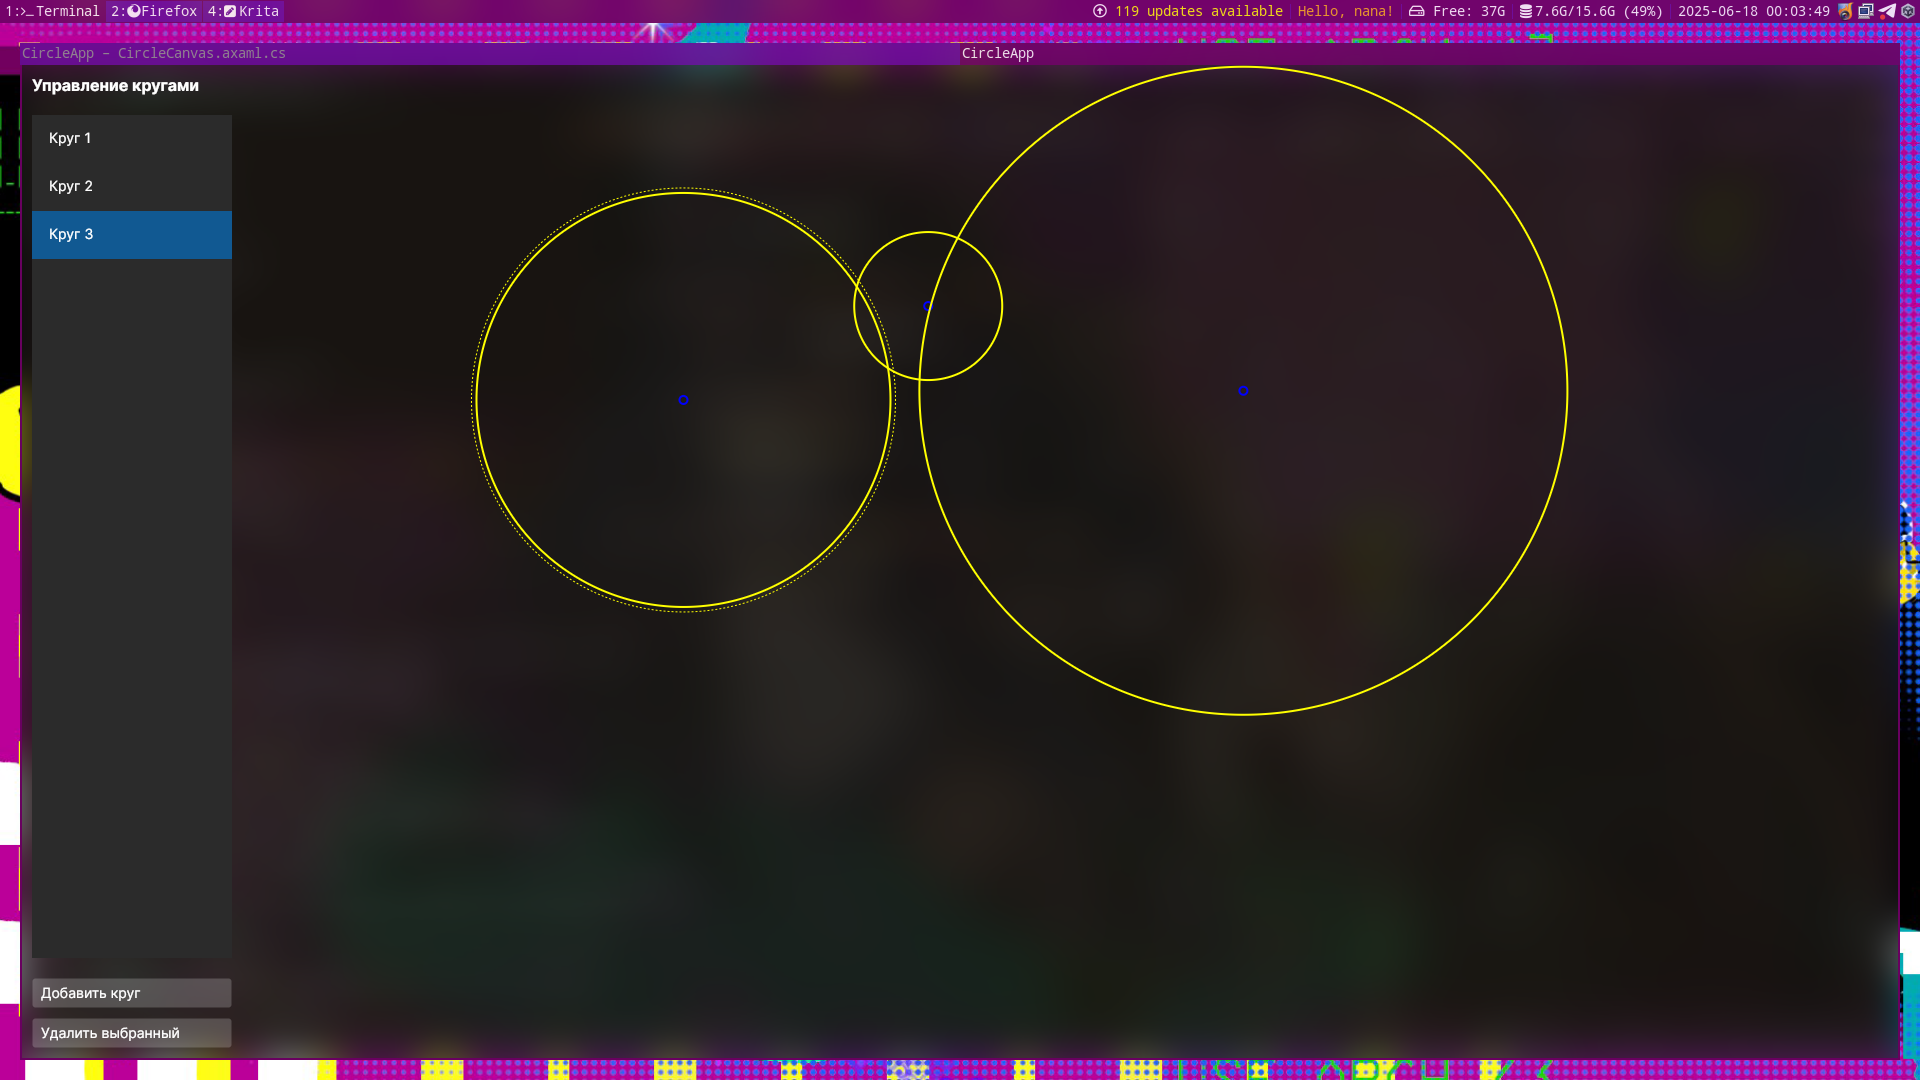 1:>_Terminal 2:Firefox 4:Krita 119 updates available Hello, nana! Free: 37G 7.6G/15.6G (49%) 2025-06-18 00:03:49
CircleApp – CircleCanvas.axaml.cs CircleApp
Управление кругами
Круг 1
Круг 2
Круг 3
Добавить круг
Удалить выбранный